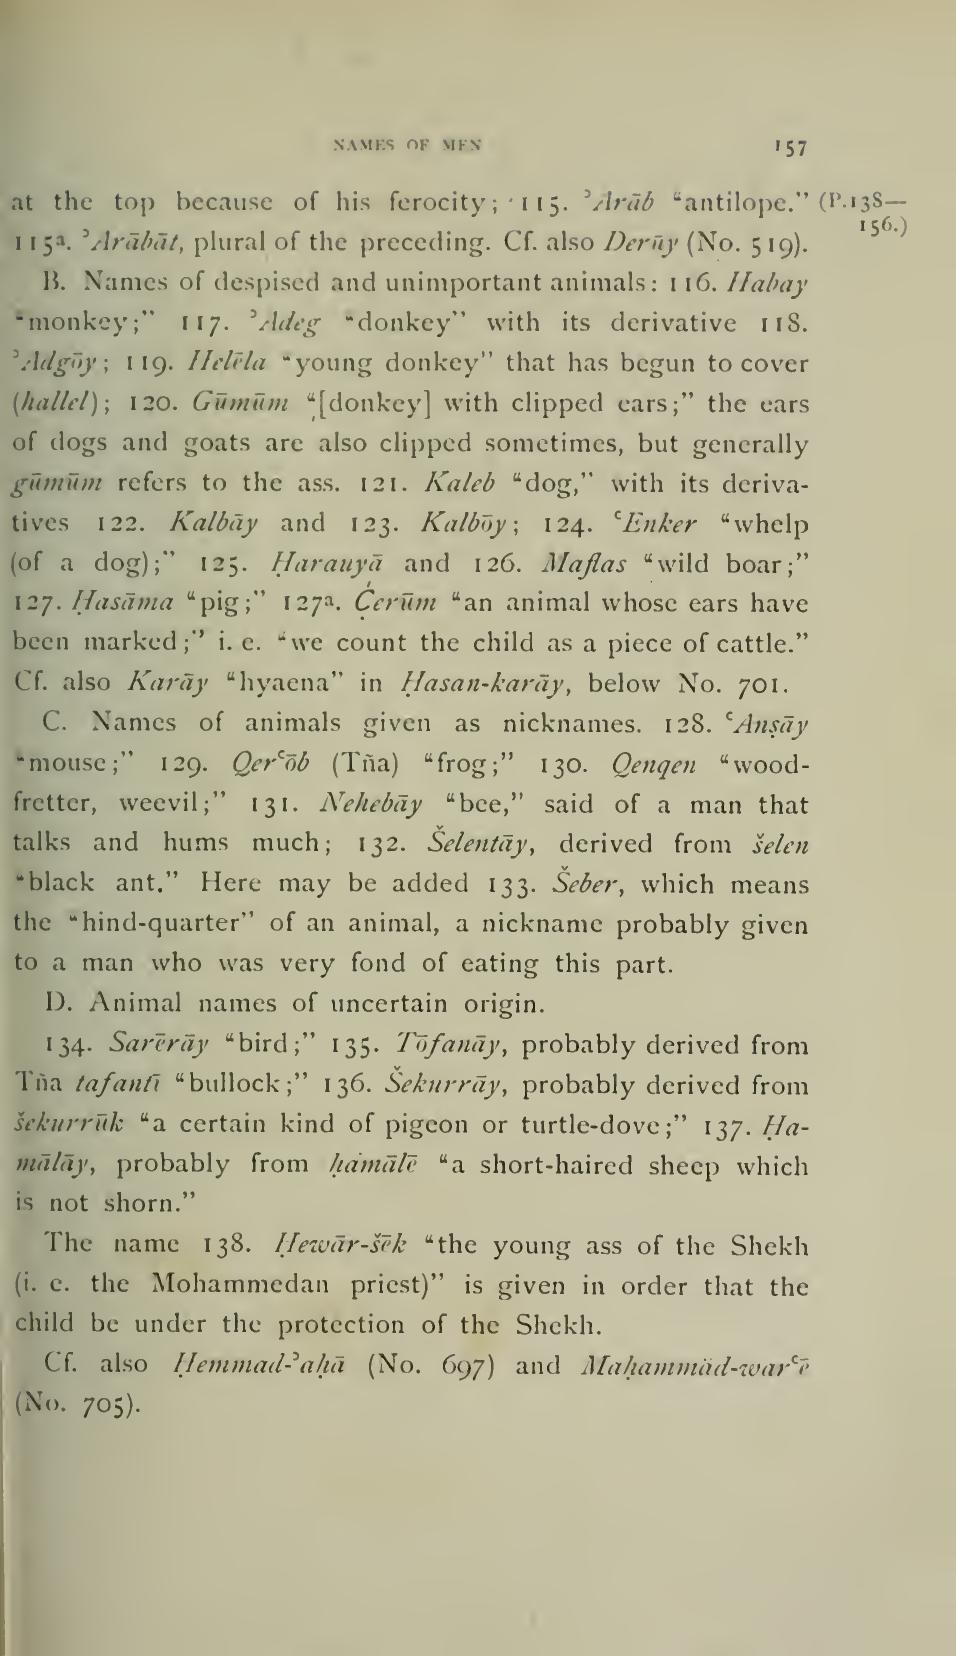 NAMES OF MEN 157
at the top because of his ferocity; 115. ʾArāb “antilope.” (P. 138—
115a. ʾArābāt, plural of the preceding. Cf. also Derūy (No. 519). 156.)
B. Names of despised and unimportant animals: 116. Habay
“monkey;” 117. ʾAdeg “donkey” with its derivative 118.
ʾAdgōy; 119. Helēla “young donkey” that has begun to cover
(hallel); 120. Gūmūm “[donkey] with clipped ears;” the ears
of dogs and goats are also clipped sometimes, but generally
gūmūm refers to the ass. 121. Kaleb “dog,” with its deriva-
tives 122. Kalbāy and 123. Kalbōy; 124. ʿEnker “whelp
(of a dog);” 125. Ḥarauyā and 126. Maflas “wild boar;”
127. Ḥasāma “pig;” 127a. Ćerūm “an animal whose ears have
been marked;” i. e. “we count the child as a piece of cattle.”
Cf. also Karāy “hyaena” in Ḥasan-karāy, below No. 701.
C. Names of animals given as nicknames. 128. ʿAnṣāy
“mouse;” 129. Qerʿōb (Tña) “frog;” 130. Qenqen “wood-
fretter, weevil;” 131. Nehebāy “bee,” said of a man that
talks and hums much; 132. Šelentāy, derived from šelen
“black ant.” Here may be added 133. Šeber, which means
the “hind-quarter” of an animal, a nickname probably given
to a man who was very fond of eating this part.
D. Animal names of uncertain origin.
134. Sarērāy “bird;” 135. Tōfanāy, probably derived from
Tña tafantī “bullock;” 136. Šekurrāy, probably derived from
šekurrūk “a certain kind of pigeon or turtle-dove;” 137. Ḥa-
mālāy, probably from ḥamālē “a short-haired sheep which
is not shorn.”
The name 138. Ḥewār-šēk “the young ass of the Shekh
(i. e. the Mohammedan priest)” is given in order that the
child be under the protection of the Shekh.
Cf. also Ḥemmad-ʾaḥā (No. 697) and Maḥammad-warʿē
(No. 705).